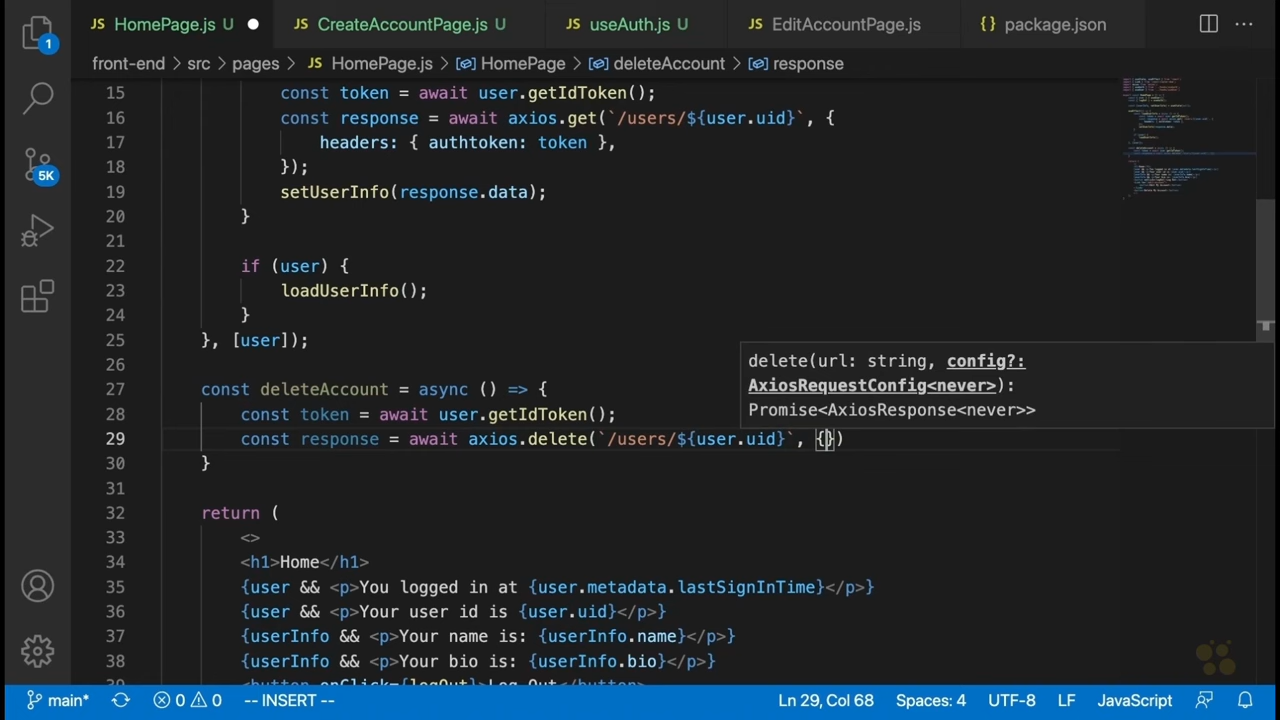 JS HomePage.js U
JS CreateAccountPage.js U
JS useAuth.js U
JS EditAccountPage.js
{} package.json
front-end > src > pages > JS HomePage.js > HomePage > deleteAccount > response
1
5K
15 const token = await user.getIdToken();
16 const response = await axios.get(`/users/${user.uid}`, {
17 headers: { authtoken: token },
18 });
19 setUserInfo(response.data);
20 }
21
22 if (user) {
23 loadUserInfo();
24 }
25 }, [user]);
26
27 const deleteAccount = async () => {
28 const token = await user.getIdToken();
29 const response = await axios.delete(`/users/${user.uid}`, {})
30 }
31
32 return (
33 <>
34 <h1>Home</h1>
35 {user && <p>You logged in at {user.metadata.lastSignInTime}</p>}
36 {user && <p>Your user id is {user.uid}</p>}
37 {userInfo && <p>Your name is: {userInfo.name}</p>}
38 {userInfo && <p>Your bio is: {userInfo.bio}</p>}
39 <button onClick={logOut}>Log Out</button>
delete(url: string, config?:
AxiosRequestConfig<never>):
Promise<AxiosResponse<never>>
main* 0 0 -- INSERT -- Ln 29, Col 68 Spaces: 4 UTF-8 LF JavaScript